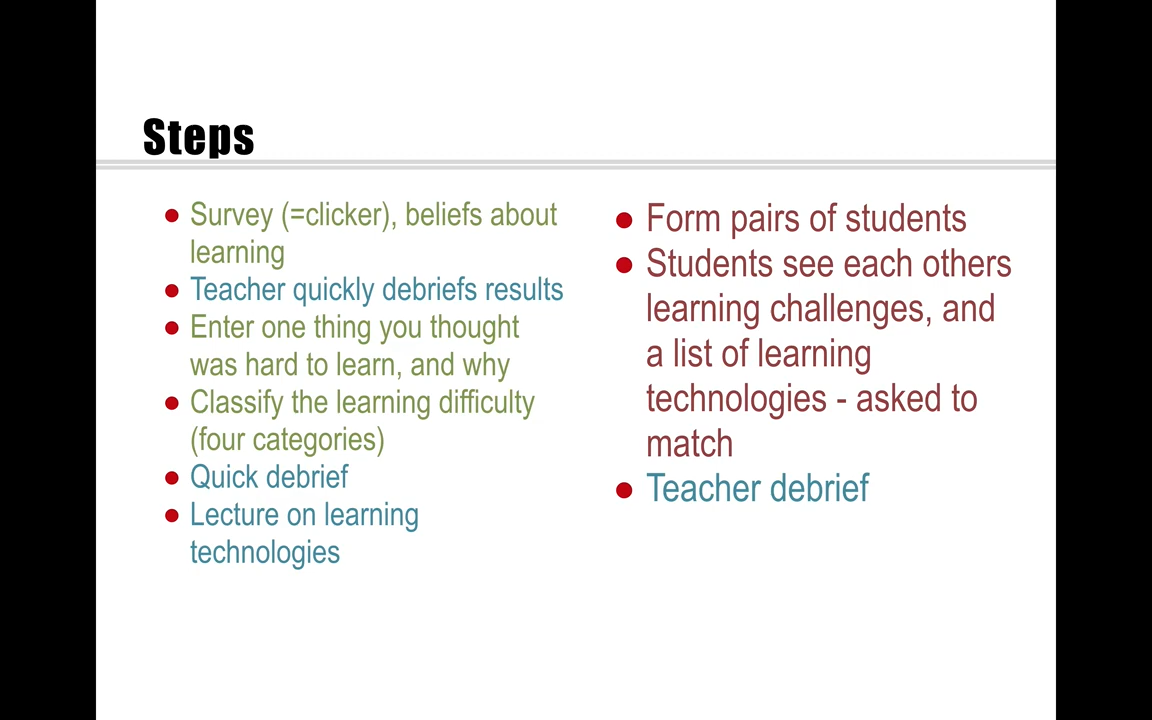 Steps
● Survey (=clicker), beliefs about
learning
● Teacher quickly debriefs results
● Enter one thing you thought
was hard to learn, and why
● Classify the learning difficulty
(four categories)
● Quick debrief
● Lecture on learning
technologies
● Form pairs of students
● Students see each others
learning challenges, and
a list of learning
technologies - asked to
match
● Teacher debrief